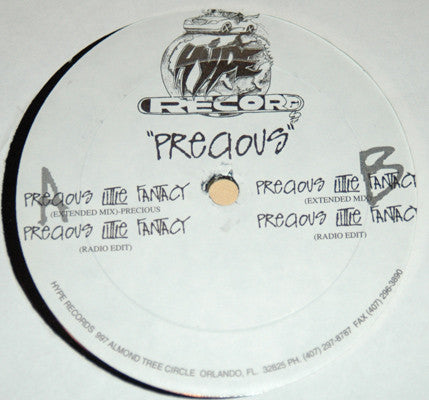 HYPE
RECORDS
"PRECIOUS"
A
PRECIOUS LITTLE FANTACY
(EXTENDED MIX)-PRECIOUS
PRECIOUS LITTLE FANTACY
(RADIO EDIT)
B
PRECIOUS LITTLE FANTACY
(EXTENDED MIX)
PRECIOUS LITTLE FANTACY
(RADIO EDIT)
HYPE RECORDS 997 ALMOND TREE CIRCLE ORLANDO, FL. 32825 PH. (407) 297-8787 FAX (407) 296-3890